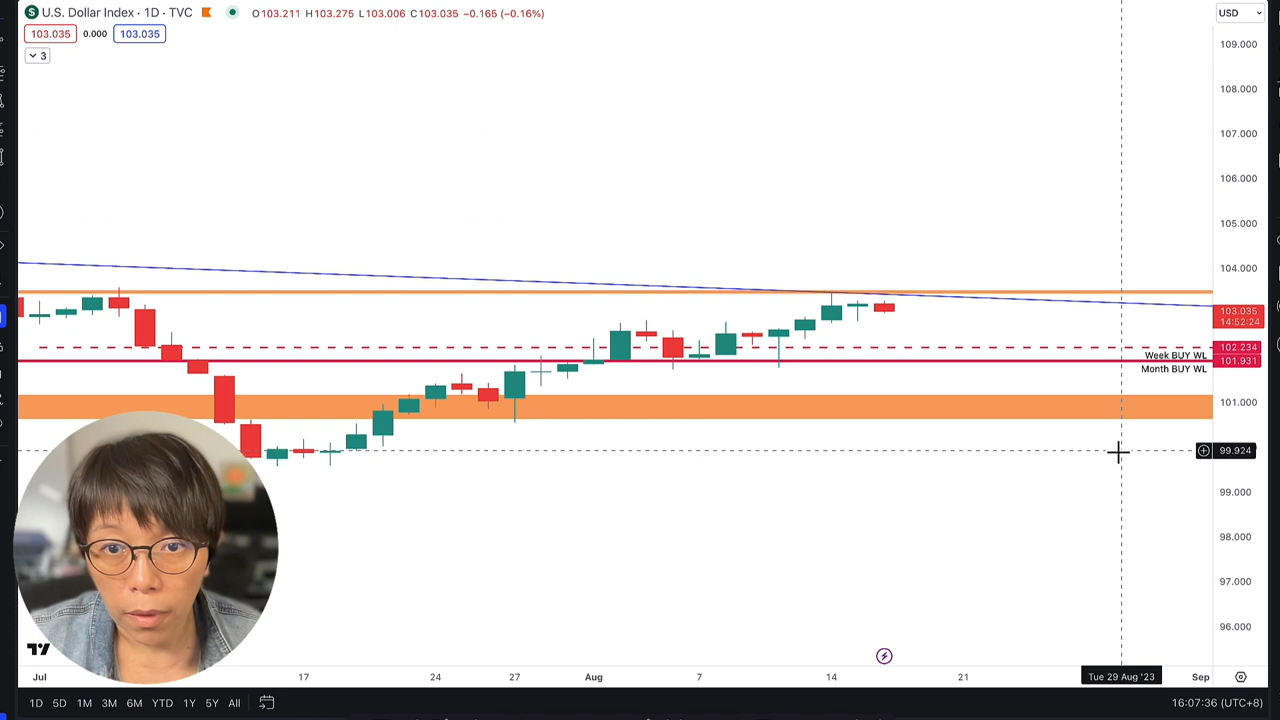 U.S. Dollar Index · 1D · TVC O103.211 H103.275 L103.006 C103.035 −0.165 (−0.16%)
103.035 0.000 103.035
3
USD
109.000
108.000
107.000
106.000
105.000
104.000
103.035
14:52:24
102.234
Week BUY WL
101.931
Month BUY WL
101.000
99.924
99.000
98.000
97.000
96.000
Jul 17 24 27 Aug 7 14 21 Tue 29 Aug '23 Sep
1D 5D 1M 3M 6M YTD 1Y 5Y All 16:07:36 (UTC+8)